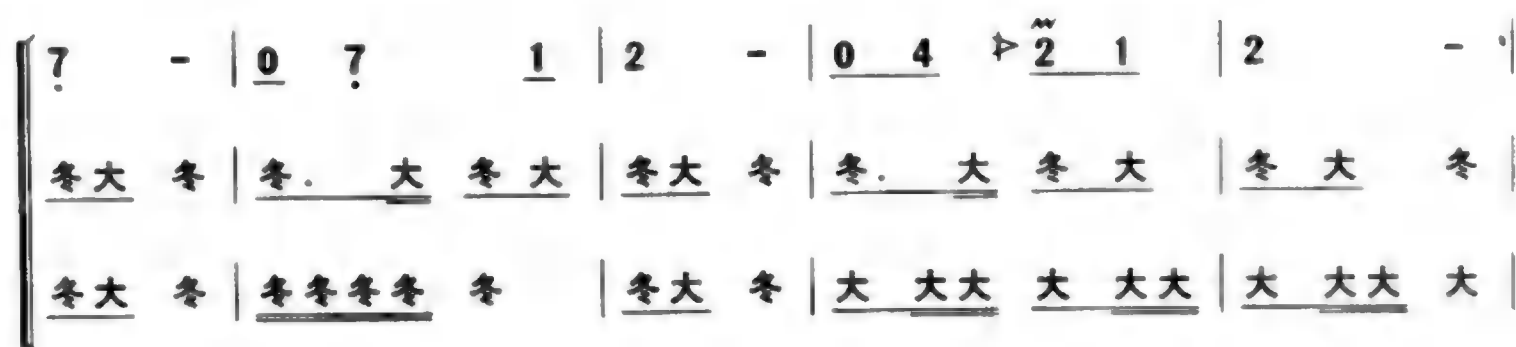 7̣ - | 0 7̣ 1 | 2 - | 0 4 2 1 | 2 - |
冬大 冬 | 冬. 大 冬 大 | 冬大 冬 | 冬. 大 冬 大 | 冬 大 冬 |
冬大 冬 | 冬冬冬冬 冬 | 冬大 冬 | 大 大大 大 大大 | 大 大大 大 |